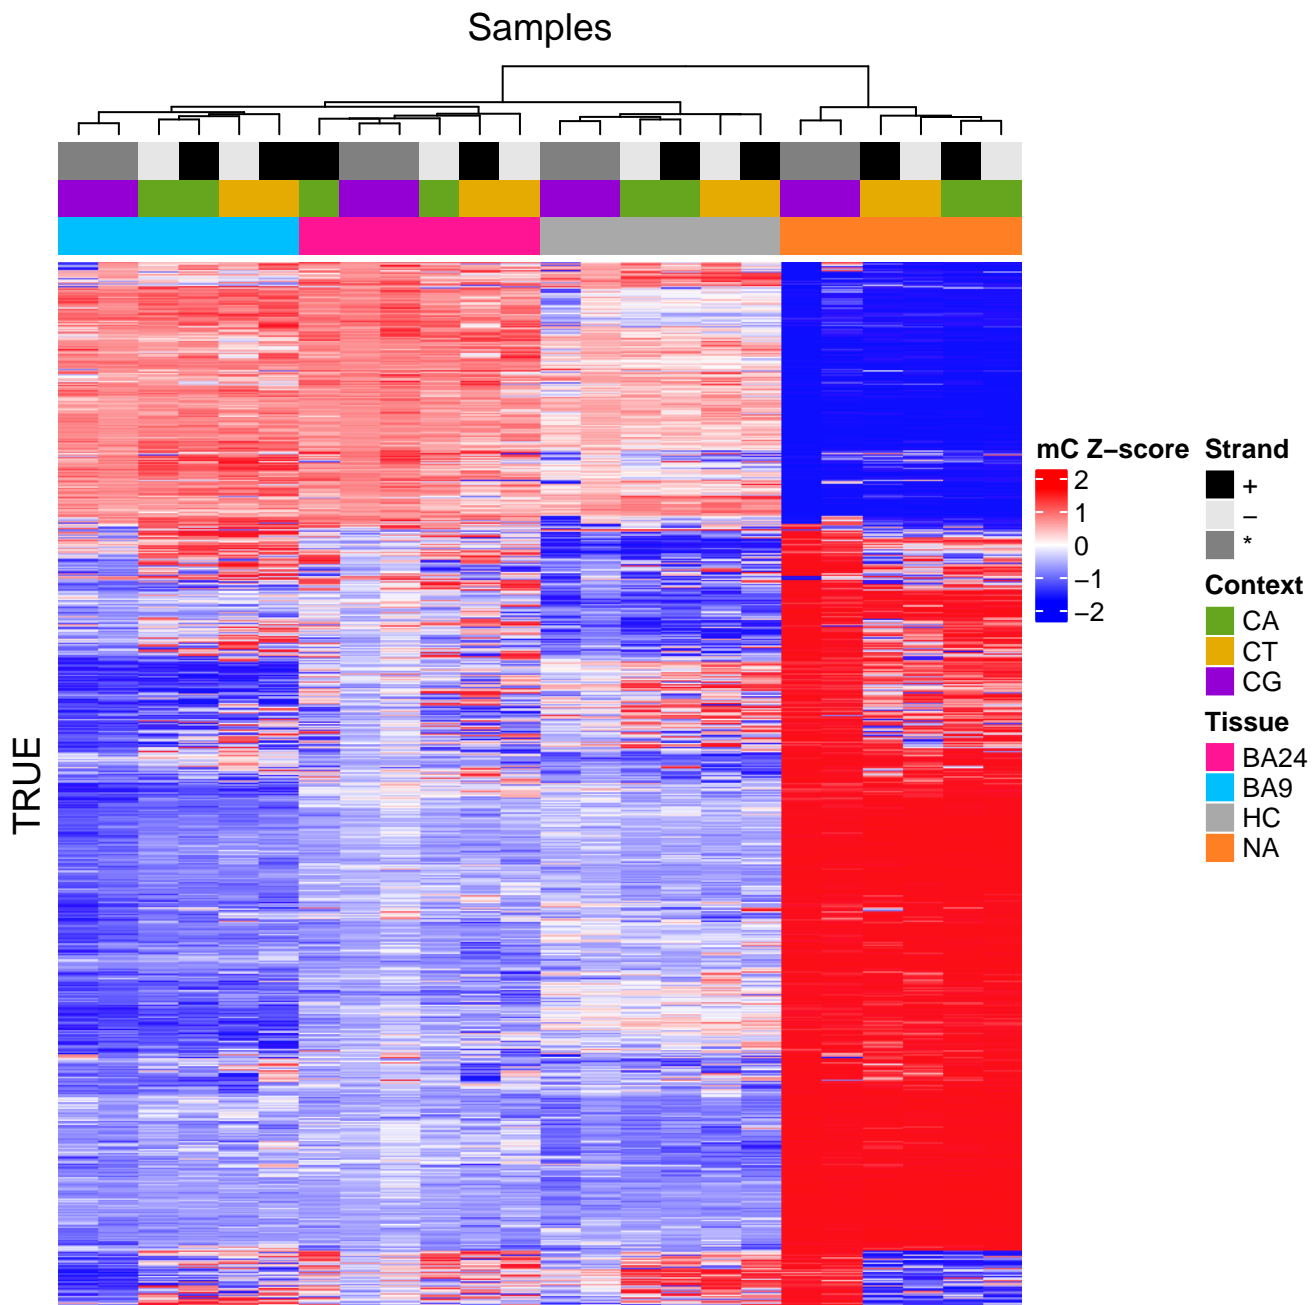 Samples
TRUE
mC Z−score
2
1
0
−1
−2
Strand
+
−
*
Context
CA
CT
CG
Tissue
BA24
BA9
HC
NA